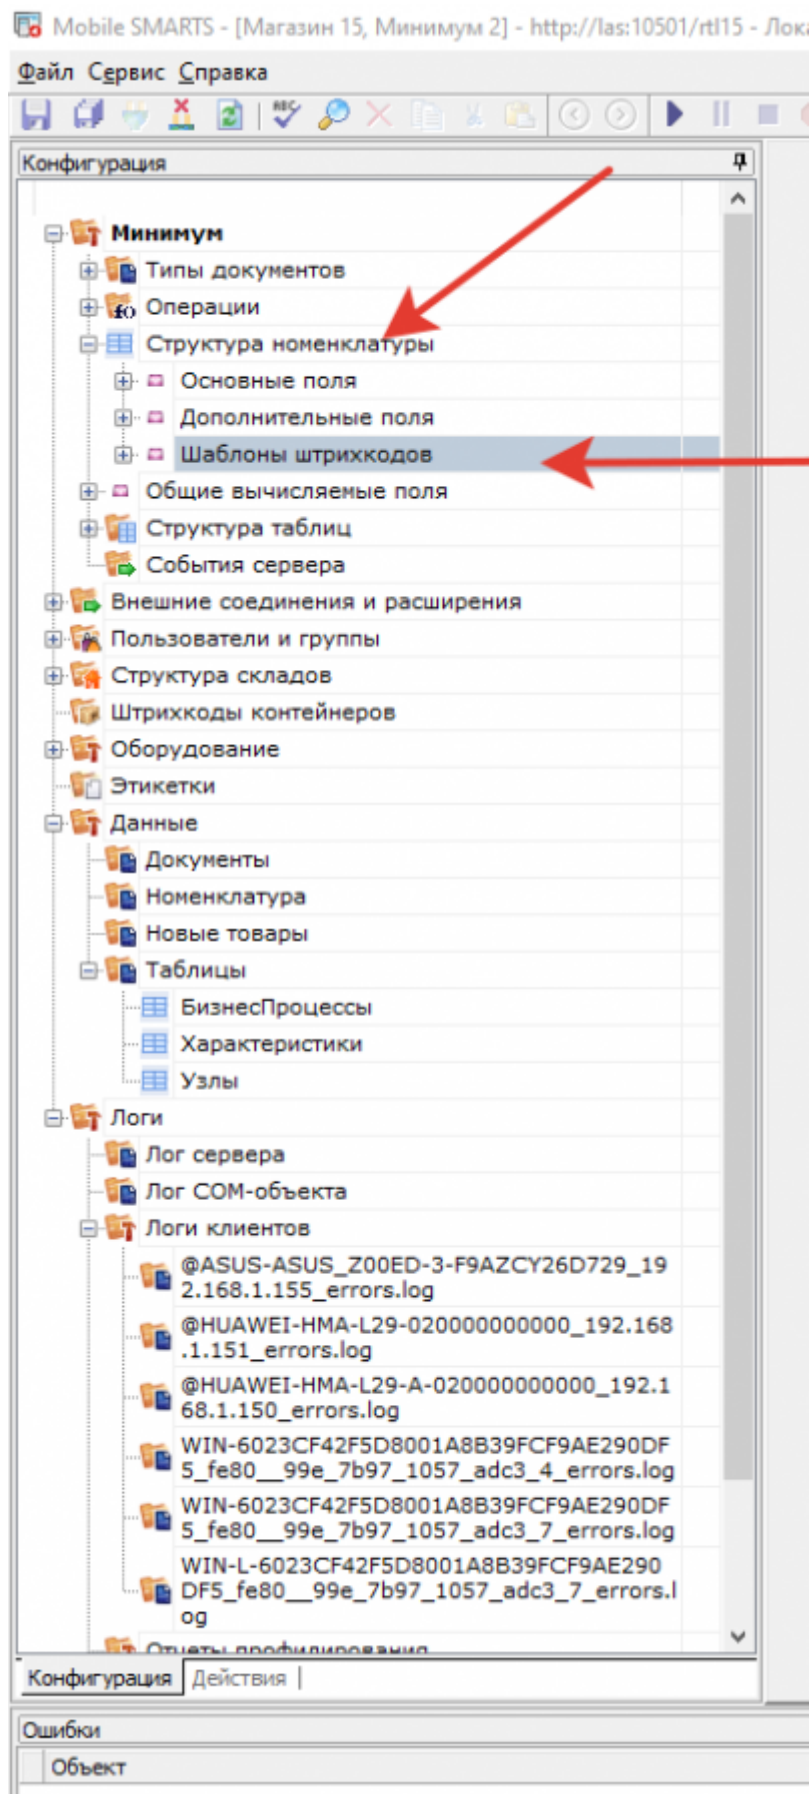 Mobile SMARTS - [Магазин 15, Минимум 2] - http://las:10501/rtl15 - Лок
Файл Сервис Справка
ABC
Конфигурация
Минимум
Типы документов
Операции
Структура номенклатуры
Основные поля
Дополнительные поля
Шаблоны штрихкодов
Общие вычисляемые поля
Структура таблиц
События сервера
Внешние соединения и расширения
Пользователи и группы
Структура складов
Штрихкоды контейнеров
Оборудование
Этикетки
Данные
Документы
Номенклатура
Новые товары
Таблицы
БизнесПроцессы
Характеристики
Узлы
Логи
Лог сервера
Лог COM-объекта
Логи клиентов
@ASUS-ASUS_Z00ED-3-F9AZCY26D729_19
2.168.1.155_errors.log
@HUAWEI-HMA-L29-020000000000_192.168
.1.151_errors.log
@HUAWEI-HMA-L29-A-020000000000_192.1
68.1.150_errors.log
WIN-6023CF42F5D8001A8B39FCF9AE290DF
5_fe80__99e_7b97_1057_adc3_4_errors.log
WIN-6023CF42F5D8001A8B39FCF9AE290DF
5_fe80__99e_7b97_1057_adc3_7_errors.log
WIN-L-6023CF42F5D8001A8B39FCF9AE290
DF5_fe80__99e_7b97_1057_adc3_7_errors.l
og
Отчеты профилирования
Конфигурация Действия
Ошибки
Объект